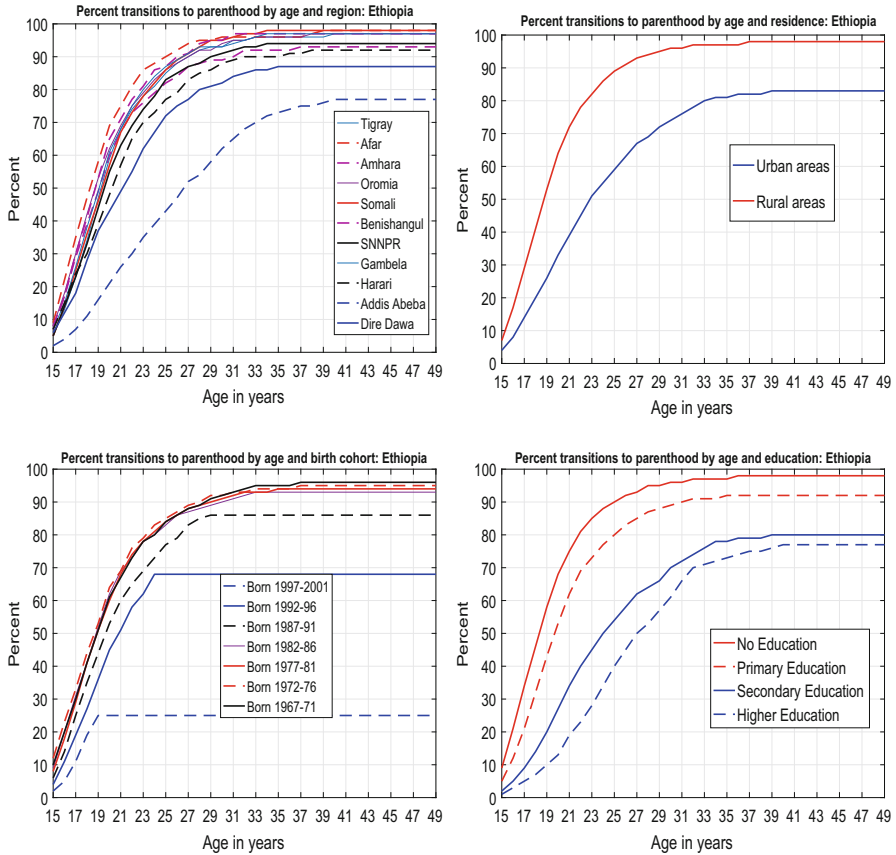 Percent transitions to parenthood by age and region: Ethiopia
100
90
80
70
60
50
40
30
20
10
0
Percent
Tigray
Afar
Amhara
Oromia
Somali
Benishangul
SNNPR
Gambela
Harari
Addis Abeba
Dire Dawa
15 17 19 21 23 25 27 29 31 33 35 37 39 41 43 45 47 49
Age in years
Percent transitions to parenthood by age and residence: Ethiopia
100
90
80
70
60
50
40
30
20
10
0
Percent
Urban areas
Rural areas
15 17 19 21 23 25 27 29 31 33 35 37 39 41 43 45 47 49
Age in years
Percent transitions to parenthood by age and birth cohort: Ethiopia
100
90
80
70
60
50
40
30
20
10
0
Percent
Born 1997-2001
Born 1992-96
Born 1987-91
Born 1982-86
Born 1977-81
Born 1972-76
Born 1967-71
15 17 19 21 23 25 27 29 31 33 35 37 39 41 43 45 47 49
Age in years
Percent transitions to parenthood by age and education: Ethiopia
100
90
80
70
60
50
40
30
20
10
0
Percent
No Education
Primary Education
Secondary Education
Higher Education
15 17 19 21 23 25 27 29 31 33 35 37 39 41 43 45 47 49
Age in years